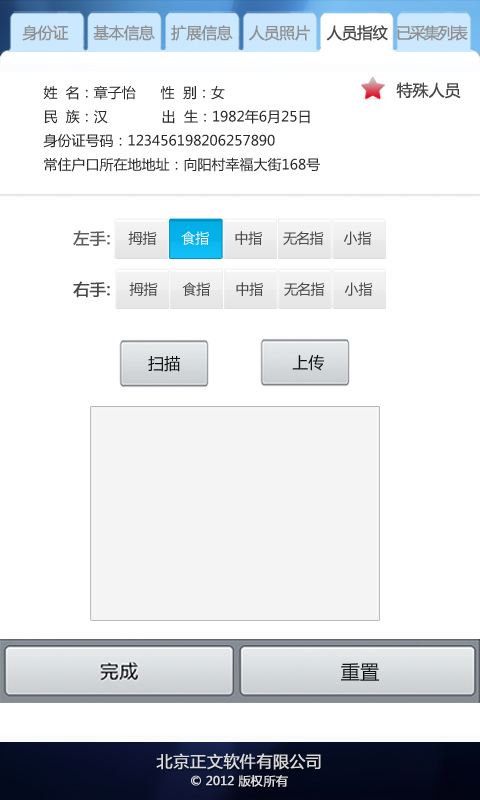 身份证 基本信息 扩展信息 人员照片 人员指纹 已采集列表
姓 名：章子怡 性 别：女
特殊人员
民 族：汉 出 生：1982年6月25日
身份证号码：123456198206257890
常住户口所在地地址：向阳村幸福大街168号
左手: 拇指 食指 中指 无名指 小指
右手: 拇指 食指 中指 无名指 小指
扫描 上传
完成 重置
北京正文软件有限公司
© 2012 版权所有